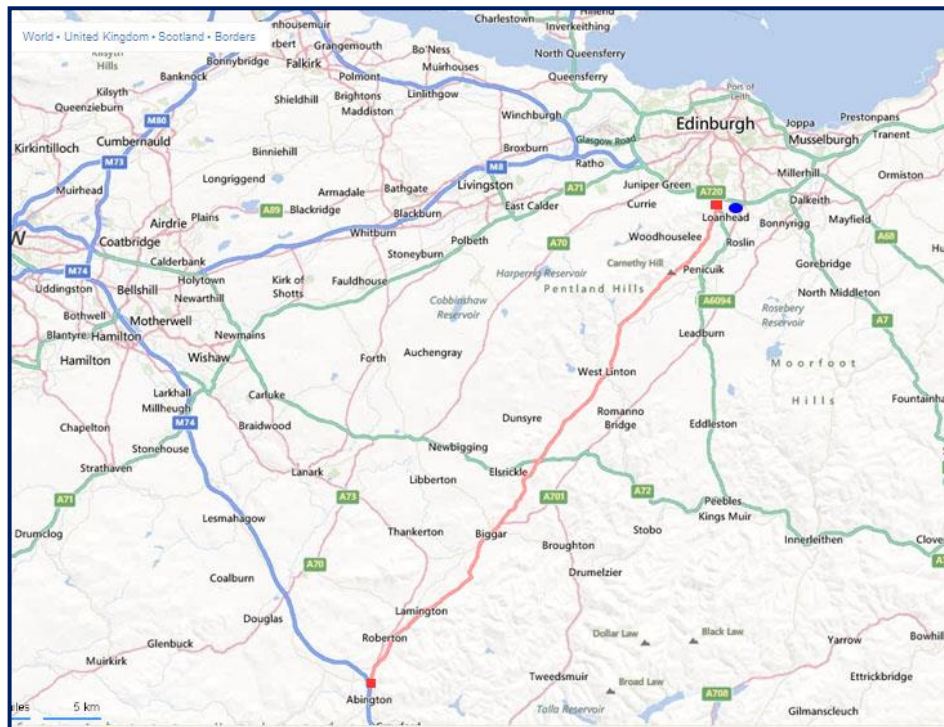 Charlestown
Hillend
Inverkeithing
nhousemuir
Grangemouth
Bo'Ness
World • United Kingdom • Scotland • Borders
Kilsyth
Hills
Bonnybridge
Falkirk
Muirhouses
North Queensferry
Banknock
Polmont
Queensferry
Port of
Leith
Kilsyth
Shieldhill
Brightons
Linlithgow
Maddiston
Queenzieburn
M80
Winchburgh
Edinburgh
Prestonpans
Joppa
Tranent
Cumbernauld
Glasgow Road
Musselburgh
Kirkintilloch
Binniehill
Broxburn
M73
M8
Ratho
Millerhill
Ormiston
Muirhead
Longriggend
Armadale
Bathgate
Livingston
A71
Juniper Green
A720
Dalkeith
Plains
A89
Blackridge
Blackburn
East Calder
Currie
Loanhead
Bonnyrigg
Mayfield
Airdrie
Coatbridge
Whitburn
Polbeth
A70
Woodhouselee
Roslin
A68
Calderbank
Stoneyburn
Gorebridge
M74
Holytown
Kirk of
Shotts
Fauldhouse
Harperrig Reservoir
Carnethy Hill
Penicuik
Uddingston
Bellshill
Newarthill
Pentland Hills
North Middleton
Bothwell
Motherwell
Cobbinshaw
Reservoir
A6094
Rosebery
Reservoir
A7
Blantyre
Hamilton
Newmains
Leadburn
Hamilton
Wishaw
Forth
Auchengray
Moorfoot
Hills
West Linton
Larkhall
Millheugh
Carluke
Fountainha
Chapelton
M74
Braidwood
Dunsyre
Romanno
Bridge
Eddleston
Stonehouse
Newbigging
Strathaven
Lanark
Elsrickle
A71
A73
Libberton
A701
A72
Peebles
Kings Muir
Lesmahagow
Drumclog
Thankerton
Biggar
Stobo
Innerleithen
Clove
Broughton
A70
Coalburn
Drumelzier
Douglas
Lamington
Roberton
Dollar Law
Black Law
Yarrow
Bowhill
Glenbuck
Muirkirk
Tweedsmuir
Broad Law
Ettrickbridge
Abington
A708
5 km
Talla Reservoir
Gilmanscleuch